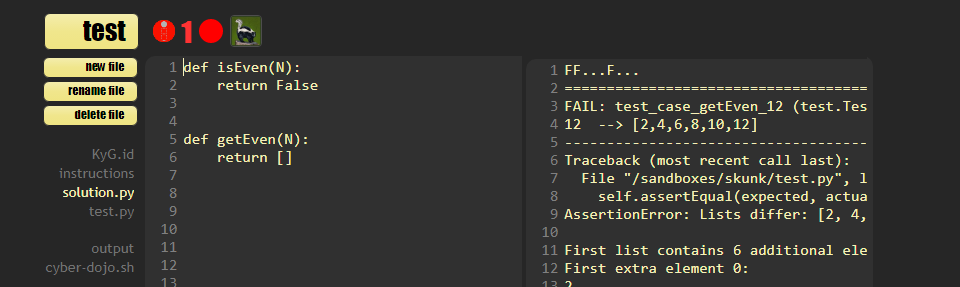 test
1
new file
rename file
delete file
KyG.id
instructions
solution.py
test.py
output
cyber-dojo.sh
1 def isEven(N):
2     return False
3
4
5 def getEven(N):
6     return []
7
8
9
10
11
12
13
1 FF...F...
2 =====================================
3 FAIL: test_case_getEven_12 (test.Tes
4 12  --> [2,4,6,8,10,12]
5 -------------------------------------
6 Traceback (most recent call last):
7   File "/sandboxes/skunk/test.py", l
8     self.assertEqual(expected, actua
9 AssertionError: Lists differ: [2, 4,
10
11 First list contains 6 additional ele
12 First extra element 0:
13 2